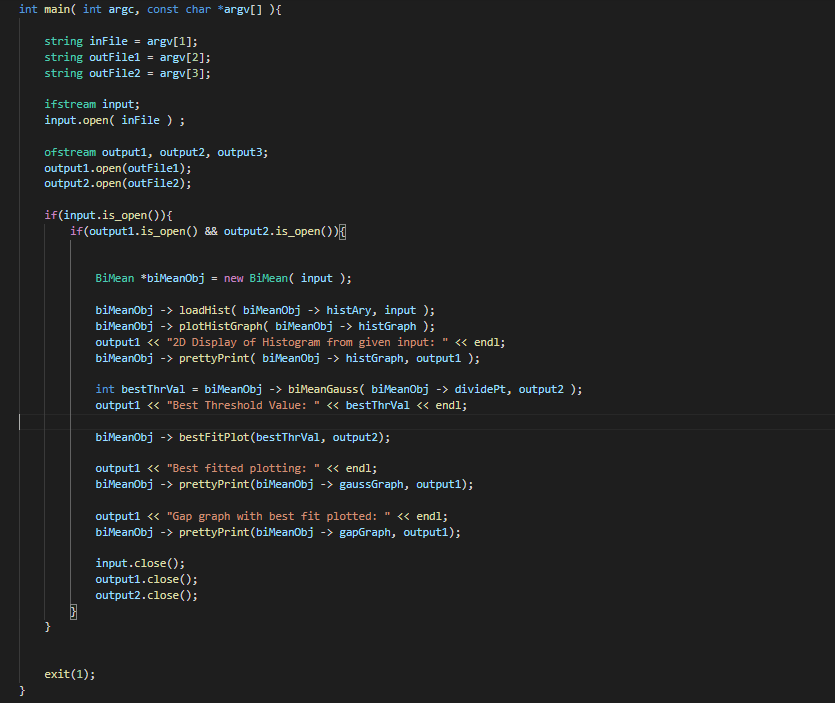 int main( int argc, const char *argv[] ){
string inFile = argv[1];
string outFile1 = argv[2];
string outFile2 = argv[3];
ifstream input;
input.open( inFile ) ;
ofstream output1, output2, output3;
output1.open(outFile1);
output2.open(outFile2);
if(input.is_open()){
if(output1.is_open() && output2.is_open()){
BiMean *biMeanObj = new BiMean( input );
biMeanObj -> loadHist( biMeanObj -> histAry, input );
biMeanObj -> plotHistGraph( biMeanObj -> histGraph );
output1 << "2D Display of Histogram from given input: " << endl;
biMeanObj -> prettyPrint( biMeanObj -> histGraph, output1 );
int bestThrVal = biMeanObj -> biMeanGauss( biMeanObj -> dividePt, output2 );
output1 << "Best Threshold Value: " << bestThrVal << endl;
biMeanObj -> bestFitPlot(bestThrVal, output2);
output1 << "Best fitted plotting: " << endl;
biMeanObj -> prettyPrint(biMeanObj -> gaussGraph, output1);
output1 << "Gap graph with best fit plotted: " << endl;
biMeanObj -> prettyPrint(biMeanObj -> gapGraph, output1);
input.close();
output1.close();
output2.close();
}
}
exit(1);
}